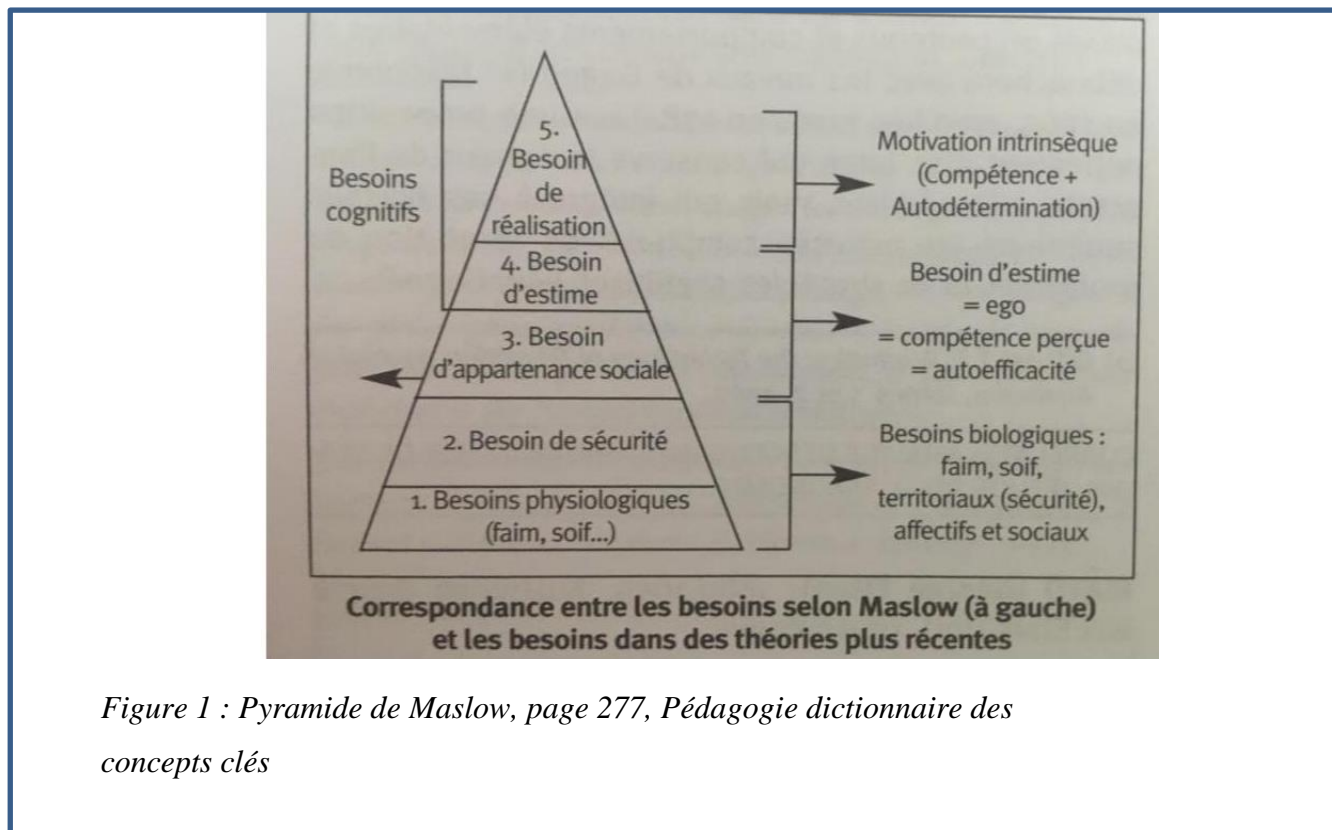 Besoins
cognitifs
5.
Besoin
de
réalisation
4. Besoin
d'estime
3. Besoin
d'appartenance sociale
2. Besoin de sécurité
1. Besoins physiologiques
(faim, soif...)
Motivation intrinsèque
(Compétence +
Autodétermination)
Besoin d'estime
= ego
= compétence perçue
= autoefficacité
Besoins biologiques :
faim, soif,
territoriaux (sécurité),
affectifs et sociaux
Correspondance entre les besoins selon Maslow (à gauche)
et les besoins dans des théories plus récentes
Figure 1 : Pyramide de Maslow, page 277, Pédagogie dictionnaire des
concepts clés